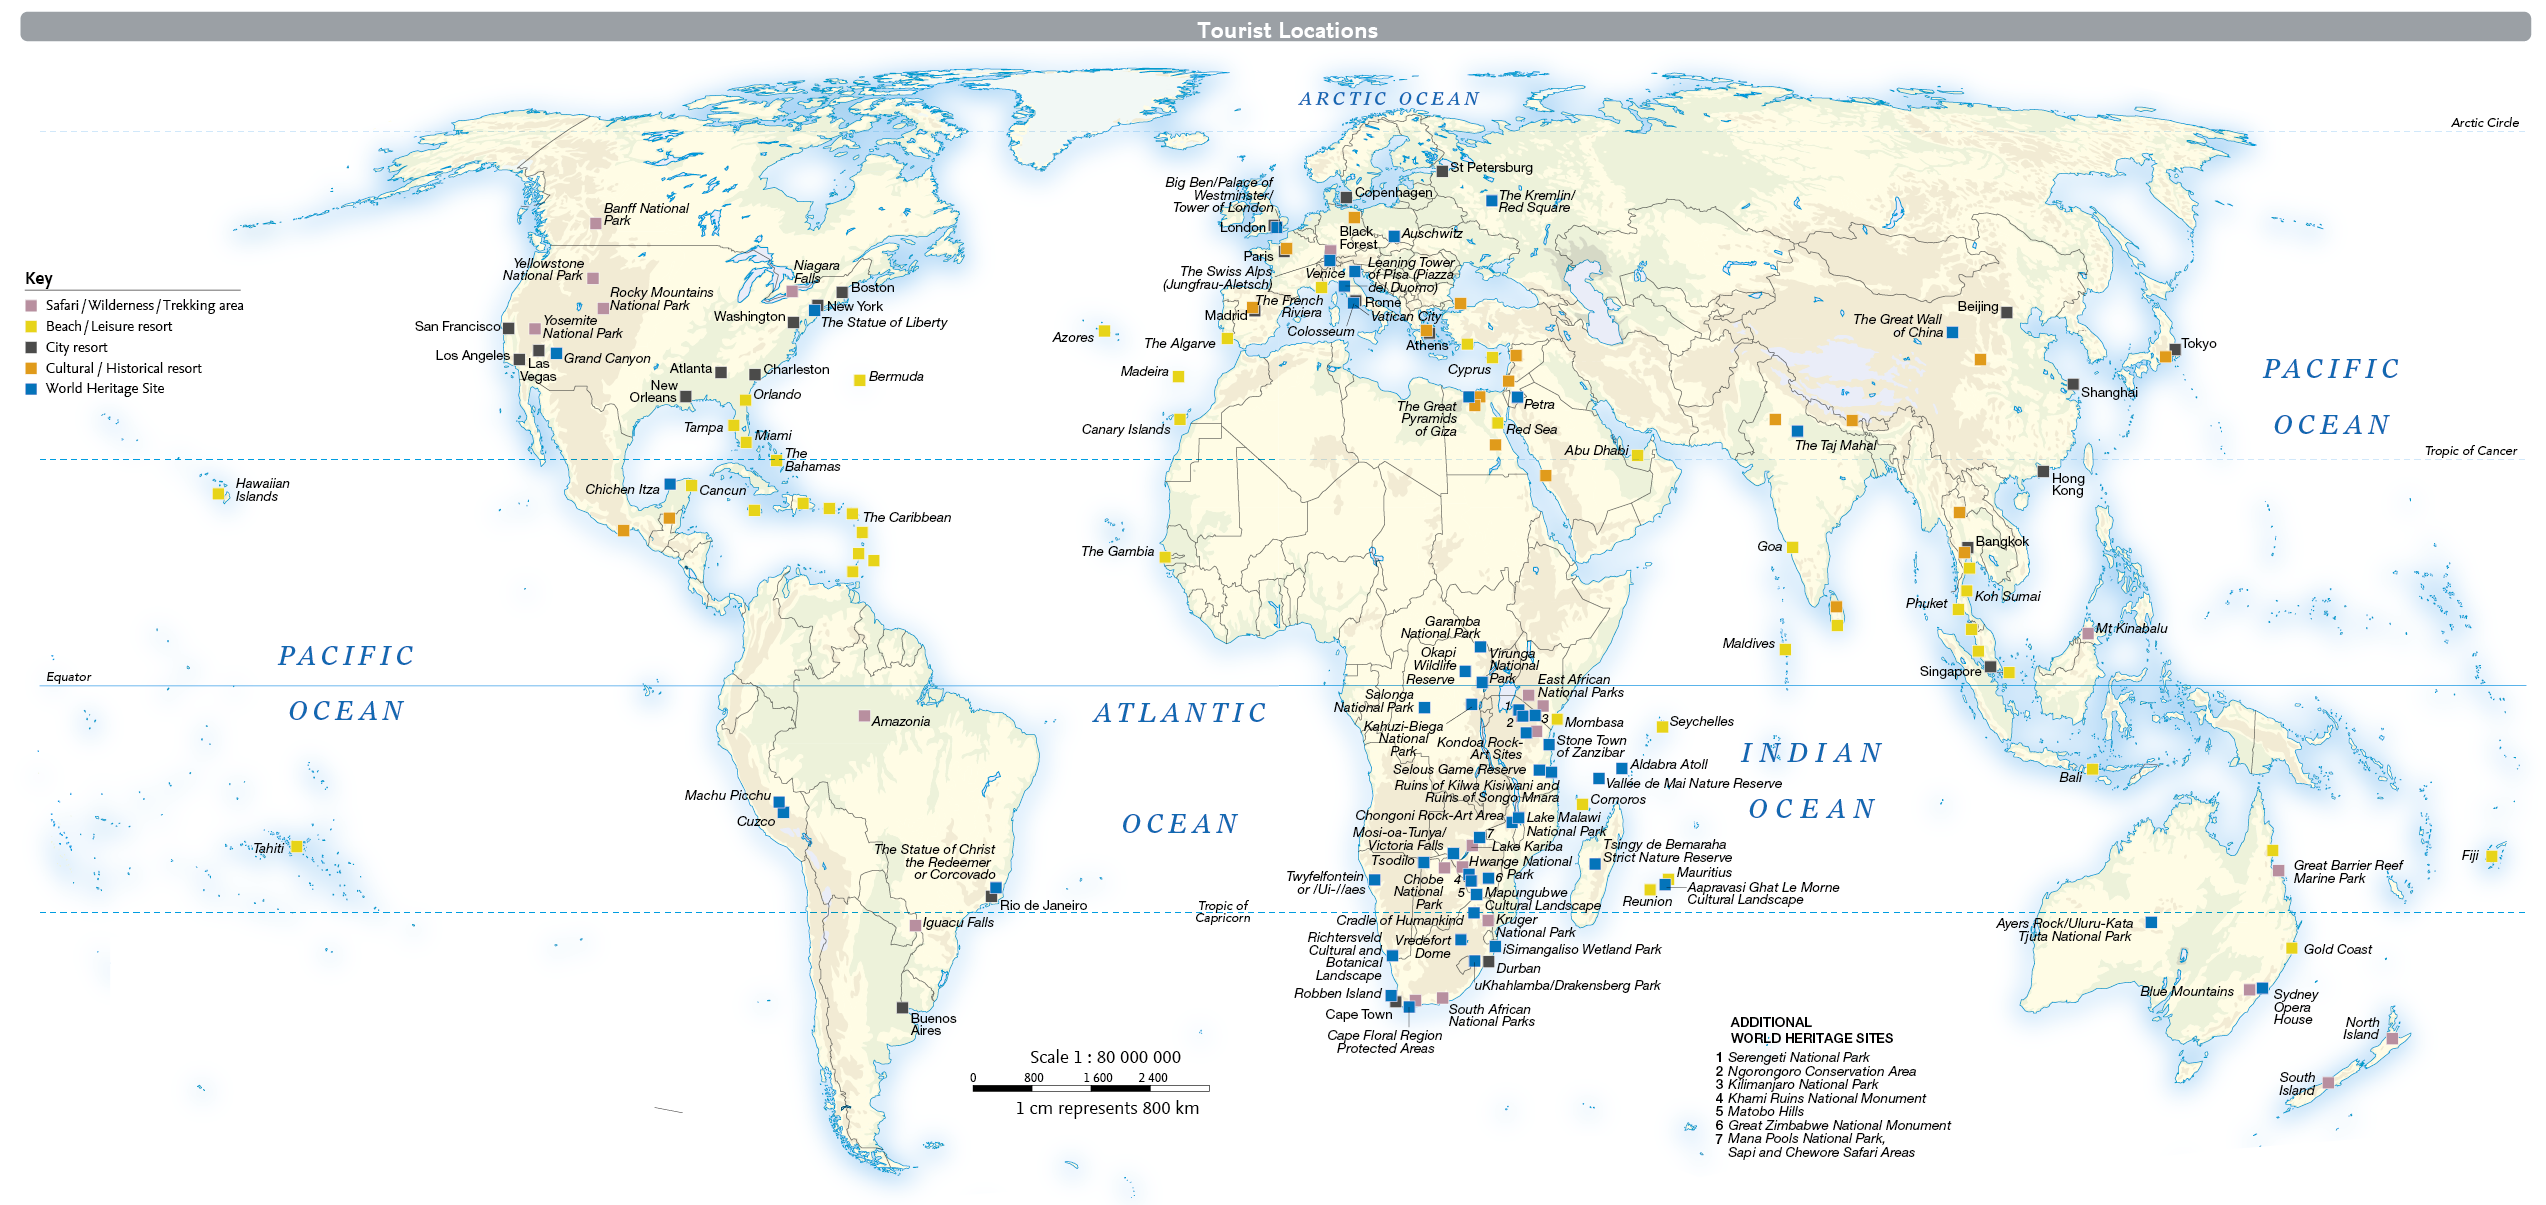 Tourist Locations
ARCTIC OCEAN
Arctic Circle
Key
Safari / Wilderness / Trekking area
Beach / Leisure resort
City resort
Cultural / Historical resort
World Heritage Site
Banff National
Park
Yellowstone
National Park
Rocky Mountains
National Park
Yosemite
National Park
San Francisco
Los Angeles
Las
Vegas
Grand Canyon
Niagara
Falls
Boston
New York
Washington
The Statue of Liberty
Atlanta
Charleston
New
Orleans
Bermuda
Orlando
Tampa
Miami
The
Bahamas
Hawaiian
Islands
Chichen Itza
Cancun
The Caribbean
Big Ben/Palace of
Westminster/
Tower of London
London
Paris
St Petersburg
Copenhagen
The Kremlin/
Red Square
Black
Forest
Auschwitz
The Swiss Alps
(Jungfrau-Aletsch)
Venice
Leaning Tower
of Pisa (Piazza
del Duomo)
The French
Riviera
Madrid
Rome
Vatican City
Colosseum
Athens
Azores
The Algarve
Madeira
Canary Islands
Cyprus
The Great
Pyramids
of Giza
Petra
Red Sea
Abu Dhabi
The Gambia
Beijing
The Great Wall
of China
Tokyo
Shanghai
PACIFIC
OCEAN
The Taj Mahal
Tropic of Cancer
Hong
Kong
Goa
Bangkok
Koh Sumai
Phuket
Maldives
Mt Kinabalu
Singapore
PACIFIC
OCEAN
Equator
Amazonia
ATLANTIC
OCEAN
Machu Picchu
Cuzco
Tahiti
The Statue of Christ
the Redeemer
or Corcovado
Rio de Janeiro
Iguacu Falls
Buenos
Aires
Tropic of
Capricorn
Garamba
National Park
Okapi
Wildlife
Reserve
Virunga
National
Park
East African
National Parks
Salonga
National Park
1
2
3
Mombasa
Kahuzi-Biega
National
Park
Kondoa Rock-
Art Sites
Stone Town
of Zanzibar
Seychelles
Selous Game Reserve
Aldabra Atoll
Ruins of Kilwa Kisiwani and
Ruins of Songo Mnara
Vallée de Mai Nature Reserve
Comoros
Chongoni Rock-Art Area
Lake Malawi
National Park
Mosi-oa-Tunya/
Victoria Falls
7
Lake Kariba
Tsodilo
Hwange National
Park
Tsingy de Bemaraha
Strict Nature Reserve
Twyfelfontein
or /Ui-//aes
Chobe
National
Park
4
5
6
Mapungubwe
Cultural Landscape
Mauritius
Aapravasi Ghat Le Morne
Cultural Landscape
Reunion
Cradle of Humankind
Kruger
National Park
Richtersveld
Cultural and
Botanical
Landscape
Vredefort
Dome
iSimangaliso Wetland Park
Durban
uKhahlamba/Drakensberg Park
Robben Island
Cape Town
South African
National Parks
Cape Floral Region
Protected Areas
INDIAN
OCEAN
Bali
Fiji
Great Barrier Reef
Marine Park
Ayers Rock/Uluru-Kata
Tjuta National Park
Gold Coast
Blue Mountains
Sydney
Opera
House
North
Island
South
Island
Scale 1 : 80 000 000
0 800 1 600 2 400
1 cm represents 800 km
ADDITIONAL
WORLD HERITAGE SITES
1 Serengeti National Park
2 Ngorongoro Conservation Area
3 Kilimanjaro National Park
4 Khami Ruins National Monument
5 Matobo Hills
6 Great Zimbabwe National Monument
7 Mana Pools National Park,
Sapi and Chewore Safari Areas